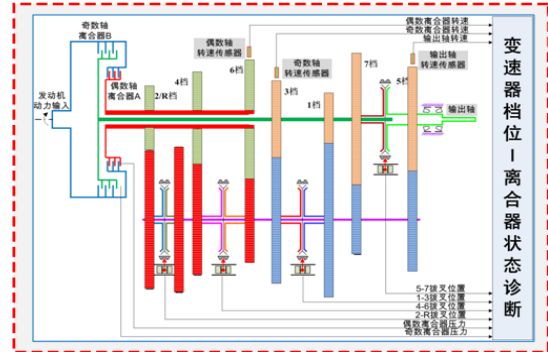 偶数离合器转速
奇数离合器转速
输出轴转速
奇数轴
离合器B
偶数轴
转速传感器
偶数轴
离合器A
发动机
动力输入
2/R档
4档
6档
奇数轴
转速传感器
3档
1档
7档
输出轴
转速传感器
5档
输出轴
变速器档位-离合器状态诊断
5-7拨叉位置
1-3拨叉位置
4-6拨叉位置
2-R拨叉位置
偶数离合器压力
奇数离合器压力